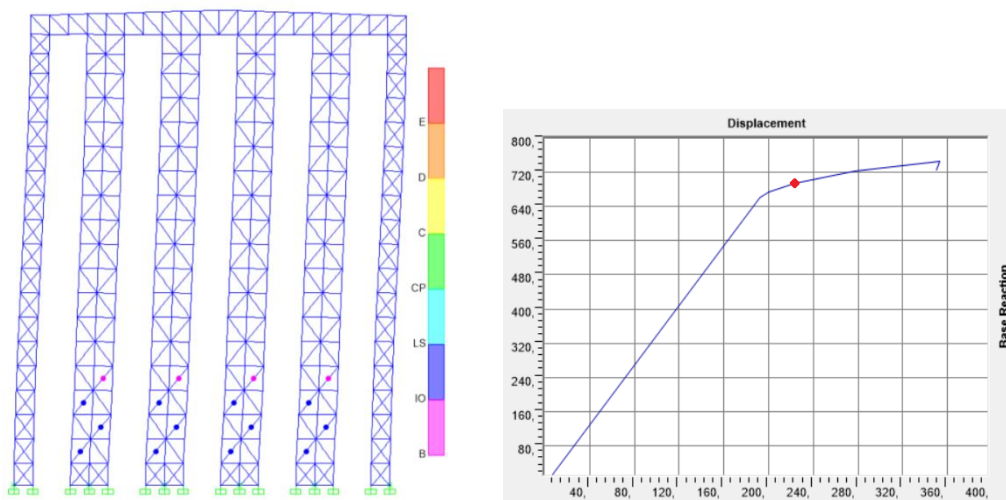 E
D
C
CP
LS
IO
B
Displacement
800,
720,
640,
560,
480,
400,
320,
240,
160,
80,
40, 80, 120, 160, 200, 240, 280, 320, 360, 400,
Base Reaction